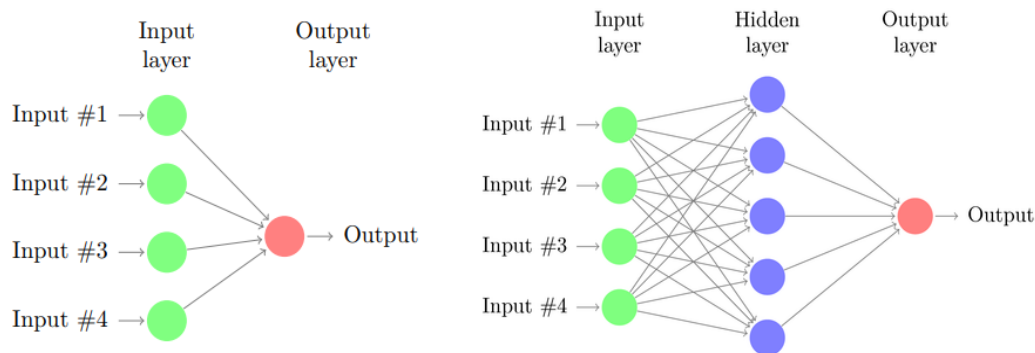 Input
layer
Output
layer
Input #1
Input #2
Input #3
Input #4
Output
Input
layer
Hidden
layer
Output
layer
Input #1
Input #2
Input #3
Input #4
Output